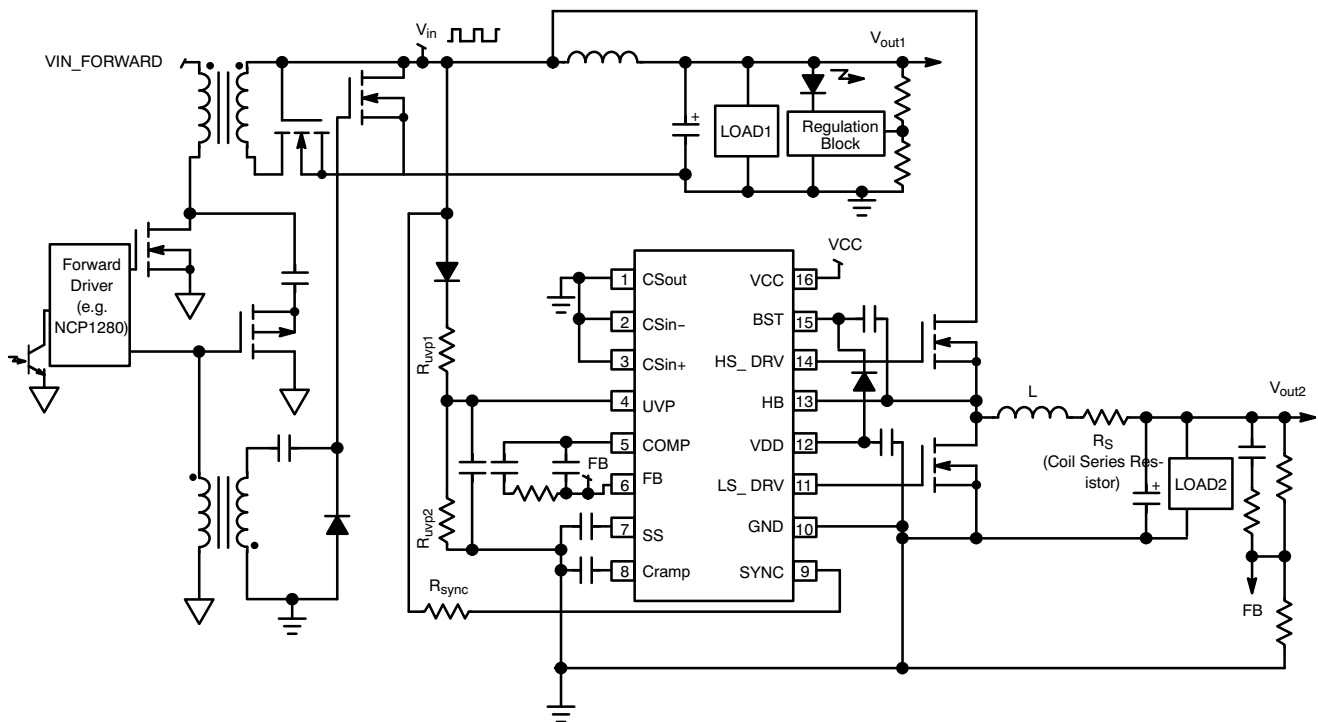 Vin
Vout1
VIN_FORWARD
+
LOAD1
Regulation
Block
Forward
Driver
(e.g.
NCP1280)
VCC
1 CSout
VCC 16
2 CSin–
BST 15
3 CSin+
HS_ DRV 14
4 UVP
HB 13
5 COMP
VDD 12
6 FB
LS_ DRV 11
7 SS
GND 10
8 Cramp
SYNC 9
Ruvp1
FB
Ruvp2
Rsync
L
Vout2
RS
(Coil Series Res-
istor)
+
LOAD2
FB